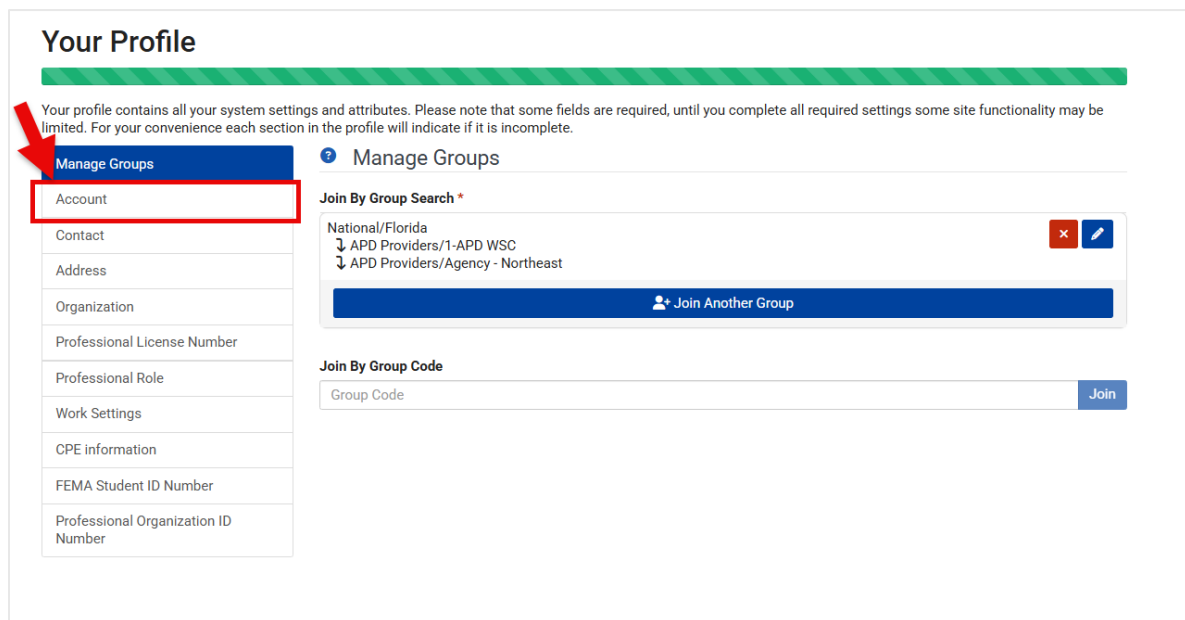 Your Profile
Your profile contains all your system settings and attributes. Please note that some fields are required, until you complete all required settings some site functionality may be
limited. For your convenience each section in the profile will indicate if it is incomplete.
Manage Groups
Account
Contact
Address
Organization
Professional License Number
Professional Role
Work Settings
CPE information
FEMA Student ID Number
Professional Organization ID
Number
? Manage Groups
Join By Group Search *
National/Florida
APD Providers/1-APD WSC
APD Providers/Agency - Northeast
Join Another Group
Join By Group Code
Group Code
Join